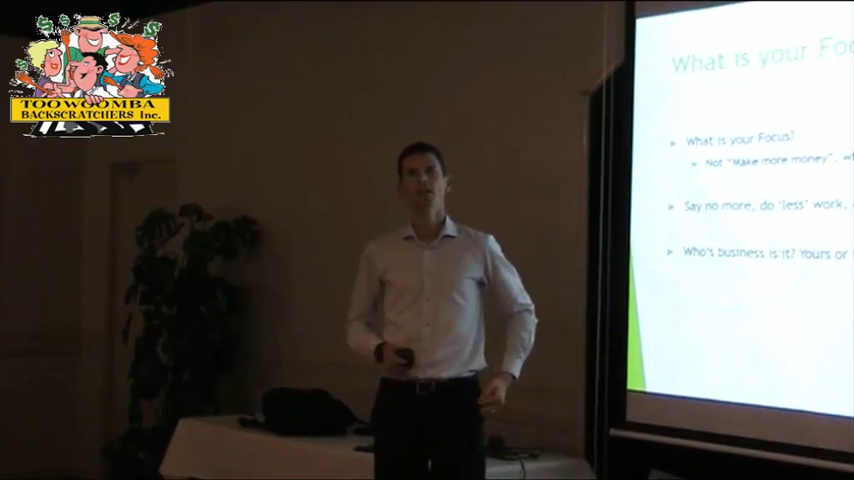 TOOWOOMBA
BACKSCRATCHERS Inc.
What is your Fo
What is your Focus?
Not "Make more money",
Say no more, do "less" work,
Who's business is it? Yours or